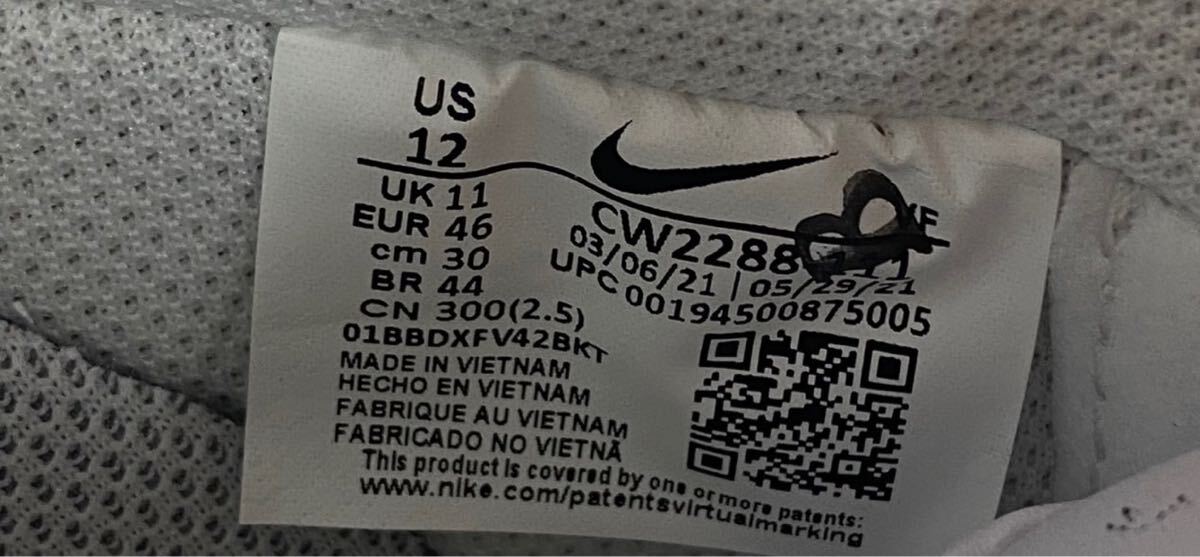 US
12
UK 11
EUR 46
cm 30
BR 44
CN 300(2.5)
01BBDXFV42BKT
MADE IN VIETNAM
HECHO EN VIETNAM
FABRIQUE AU VIETNAM
FABRICADO NO VIETNÃ
This product is covered by one or more patents:
www.nike.com/patentsvirtualmarking
CW2288
03/06/21 | 05/29/21
UPC 00194500875005